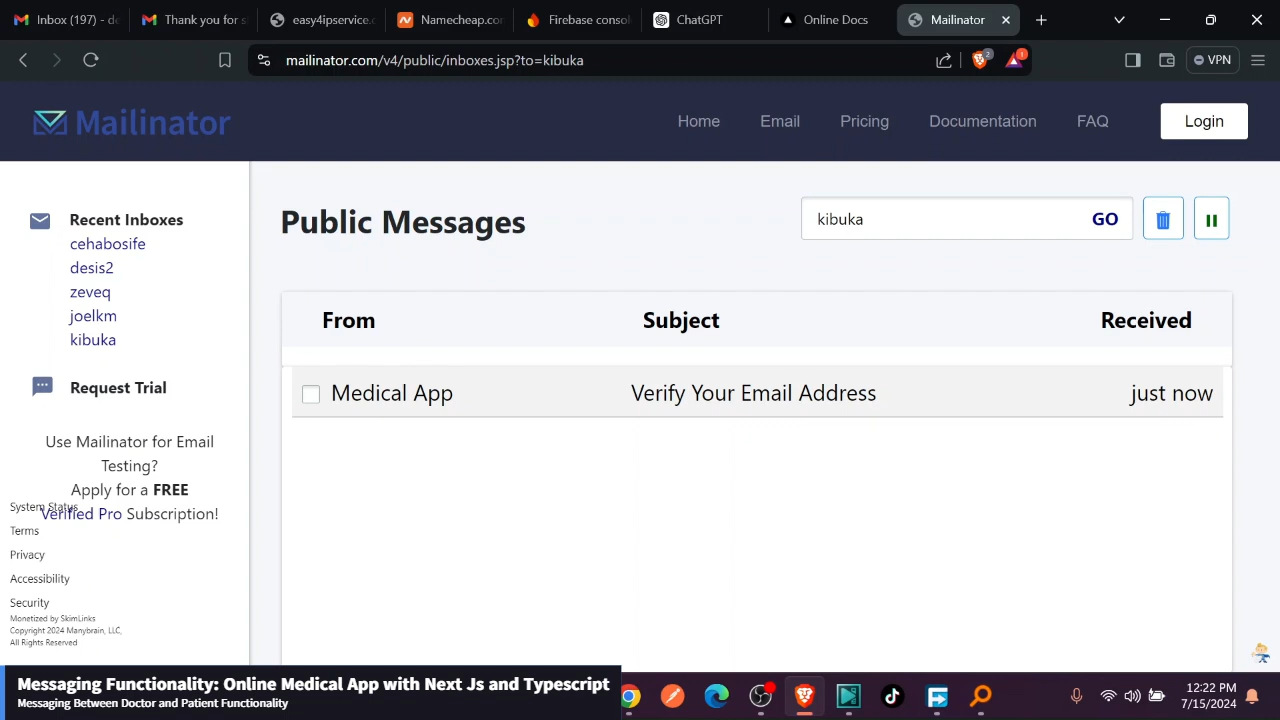 Inbox (197) - de
Thank you for s
easy4ipservice.c
Namecheap.com
Firebase consol
ChatGPT
Online Docs
Mailinator
mailinator.com/v4/public/inboxes.jsp?to=kibuka
2
1
VPN
Mailinator
Home
Email
Pricing
Documentation
FAQ
Login
Recent Inboxes
cehabosife
desis2
zeveq
joelkm
kibuka
Request Trial
Use Mailinator for Email
Testing?
Apply for a FREE
Verified Pro Subscription!
System Status
Terms
Privacy
Accessibility
Security
Monetized by SkimLinks
Copyright 2024 Manybrain, LLC,
All Rights Reserved
Public Messages
kibuka
GO
From Subject Received
Medical App Verify Your Email Address just now
Messaging Functionality: Online Medical App with Next Js and Typescript
Messaging Between Doctor and Patient Functionality
12:22 PM
7/15/2024